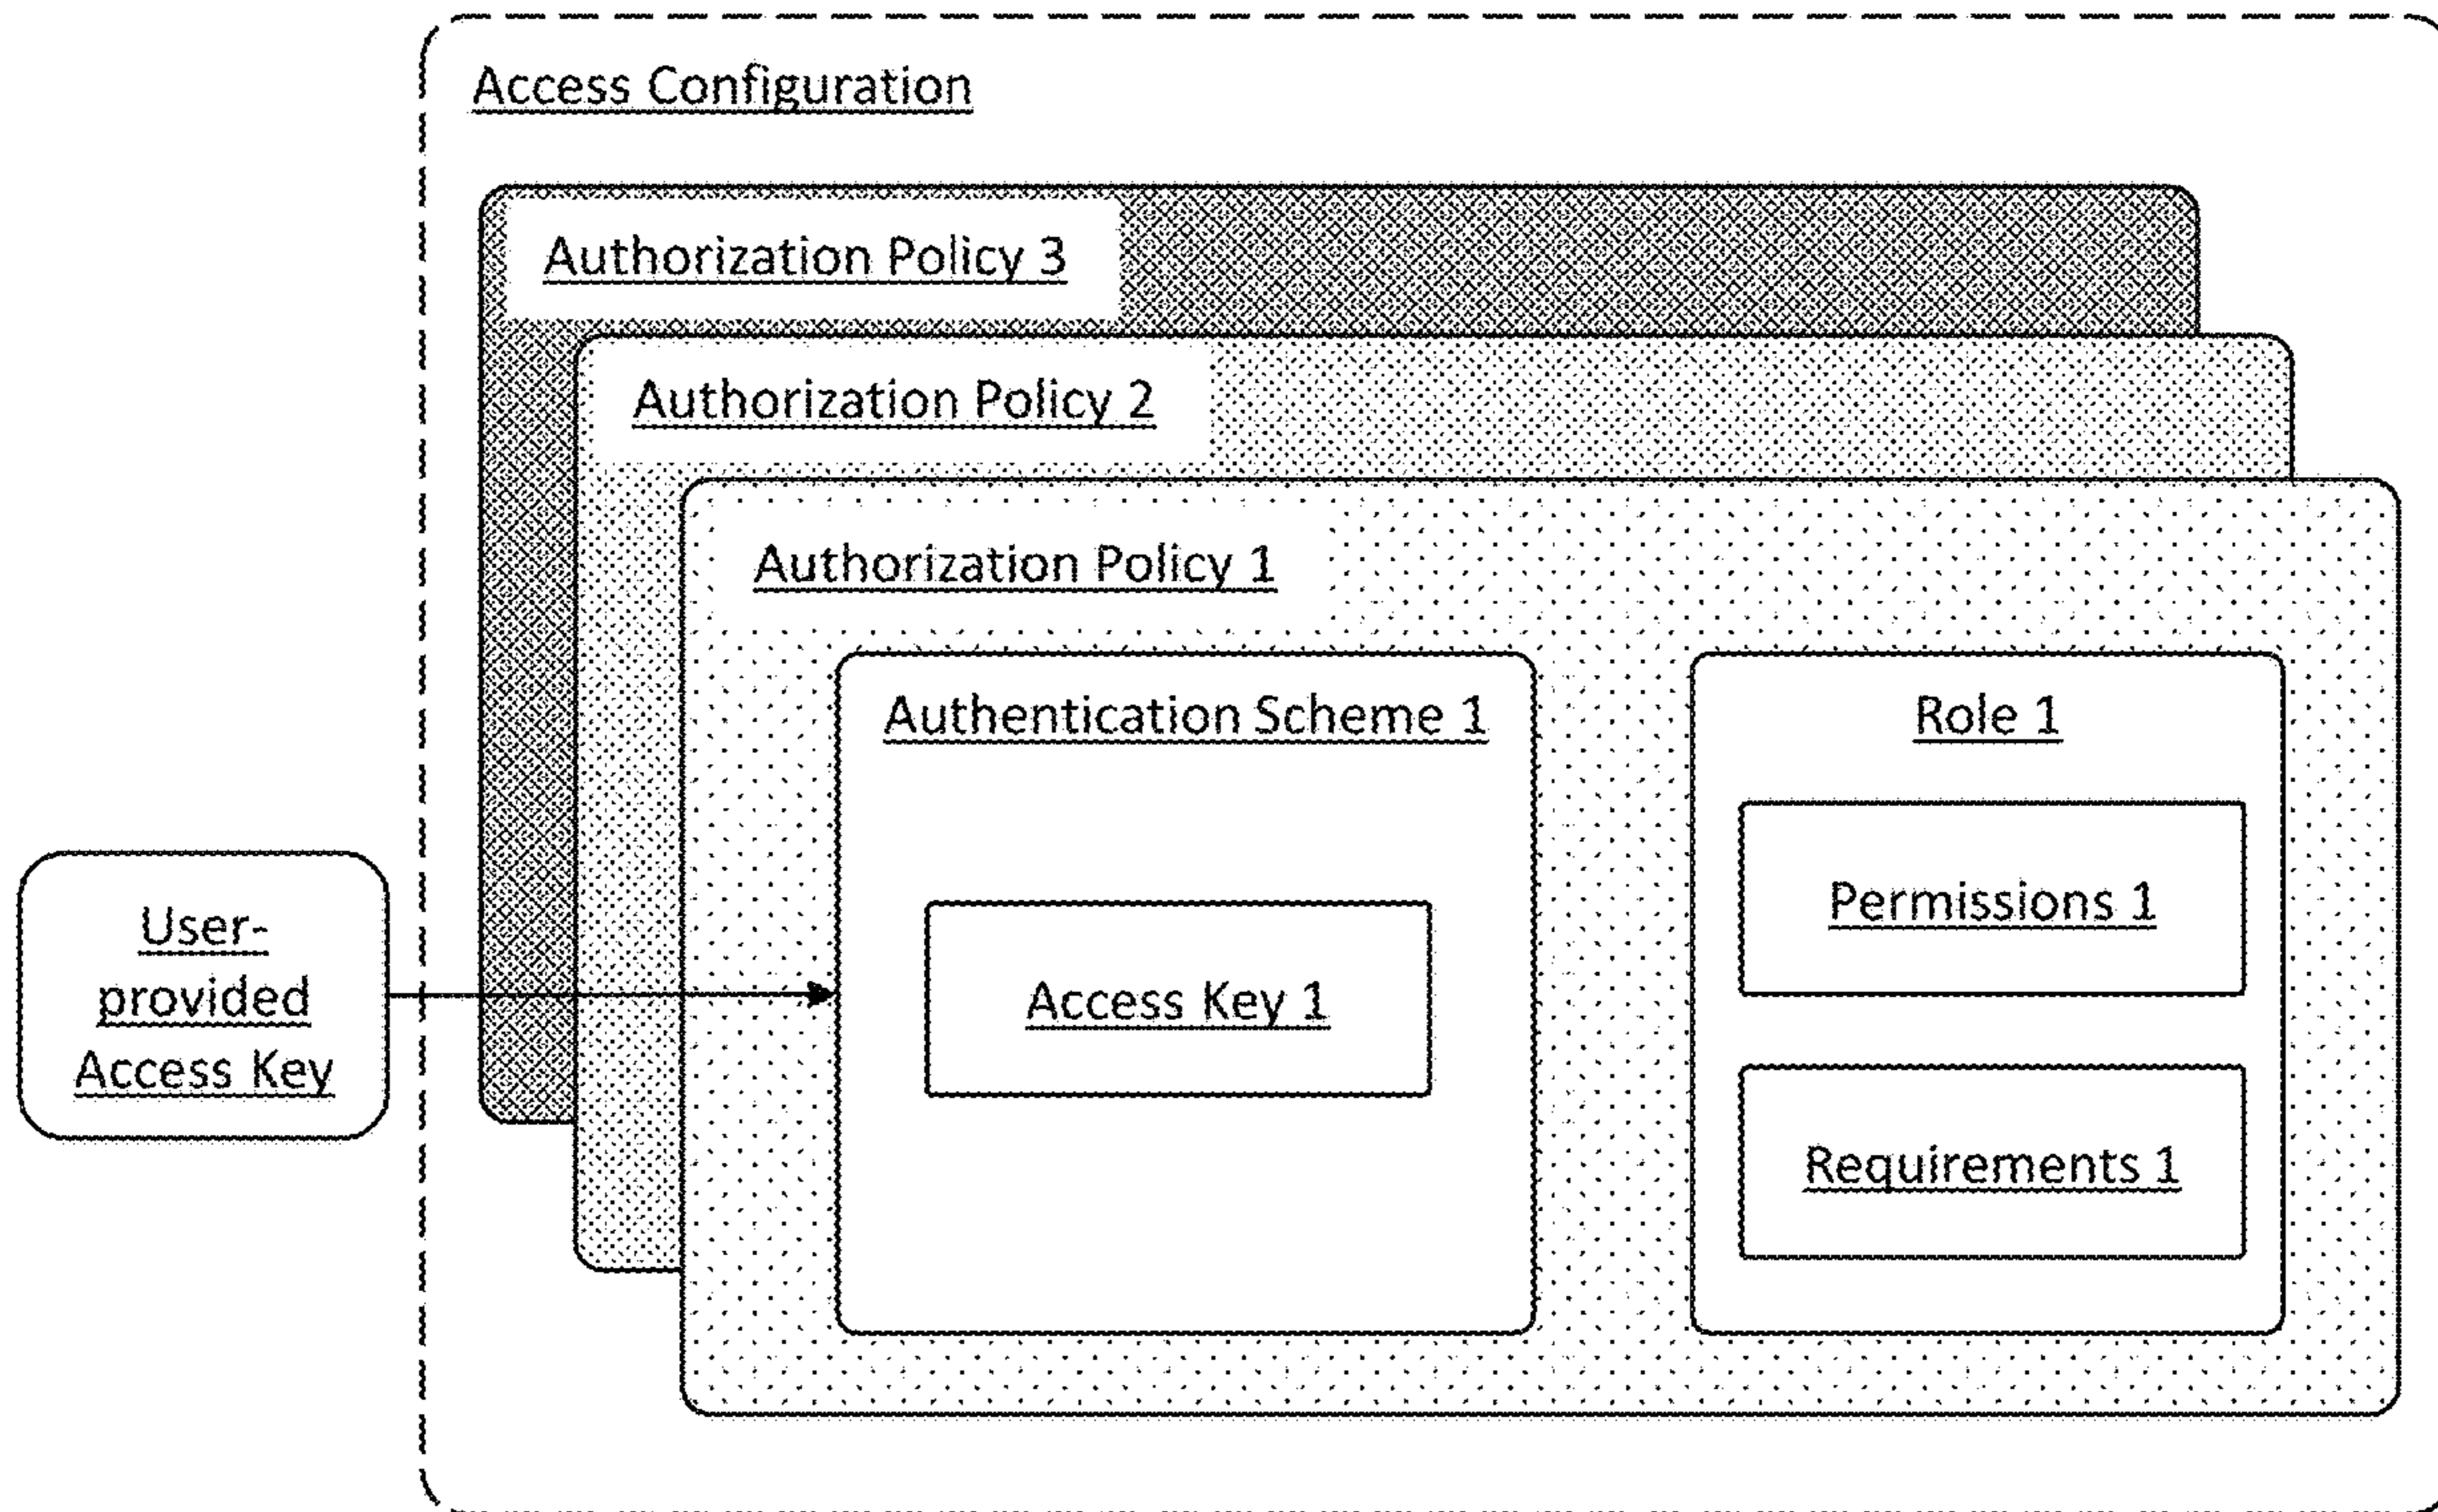 Access Configuration
Authorization Policy 3
Authorization Policy 2
Authorization Policy 1
Authentication Scheme 1
Role 1
Permissions 1
User-
provided
Access Key
Access Key 1
Requirements 1